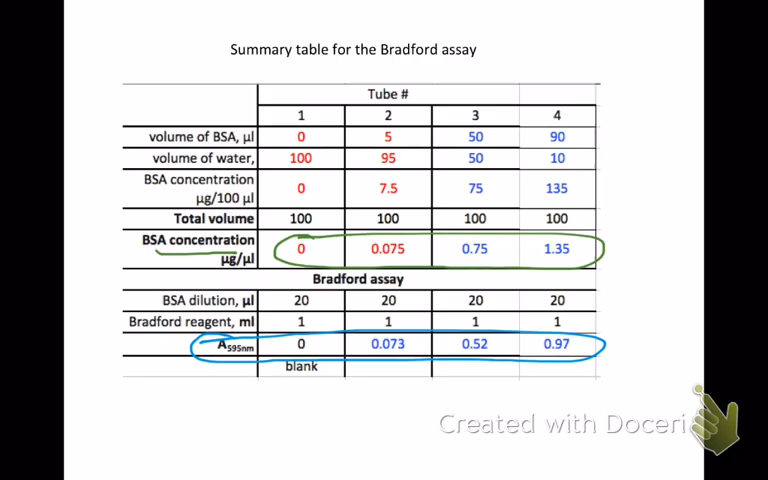 Summary table for the Bradford assay
Tube #
1 2 3 4
volume of BSA, µl 0 5 50 90
volume of water, 100 95 50 10
BSA concentration
µg/100 µl 0 7.5 75 135
Total volume 100 100 100 100
BSA concentration
µg/µl 0 0.075 0.75 1.35
Bradford assay
BSA dilution, µl 20 20 20 20
Bradford reagent, ml 1 1 1 1
A595nm 0 0.073 0.52 0.97
blank
Created with Doceri